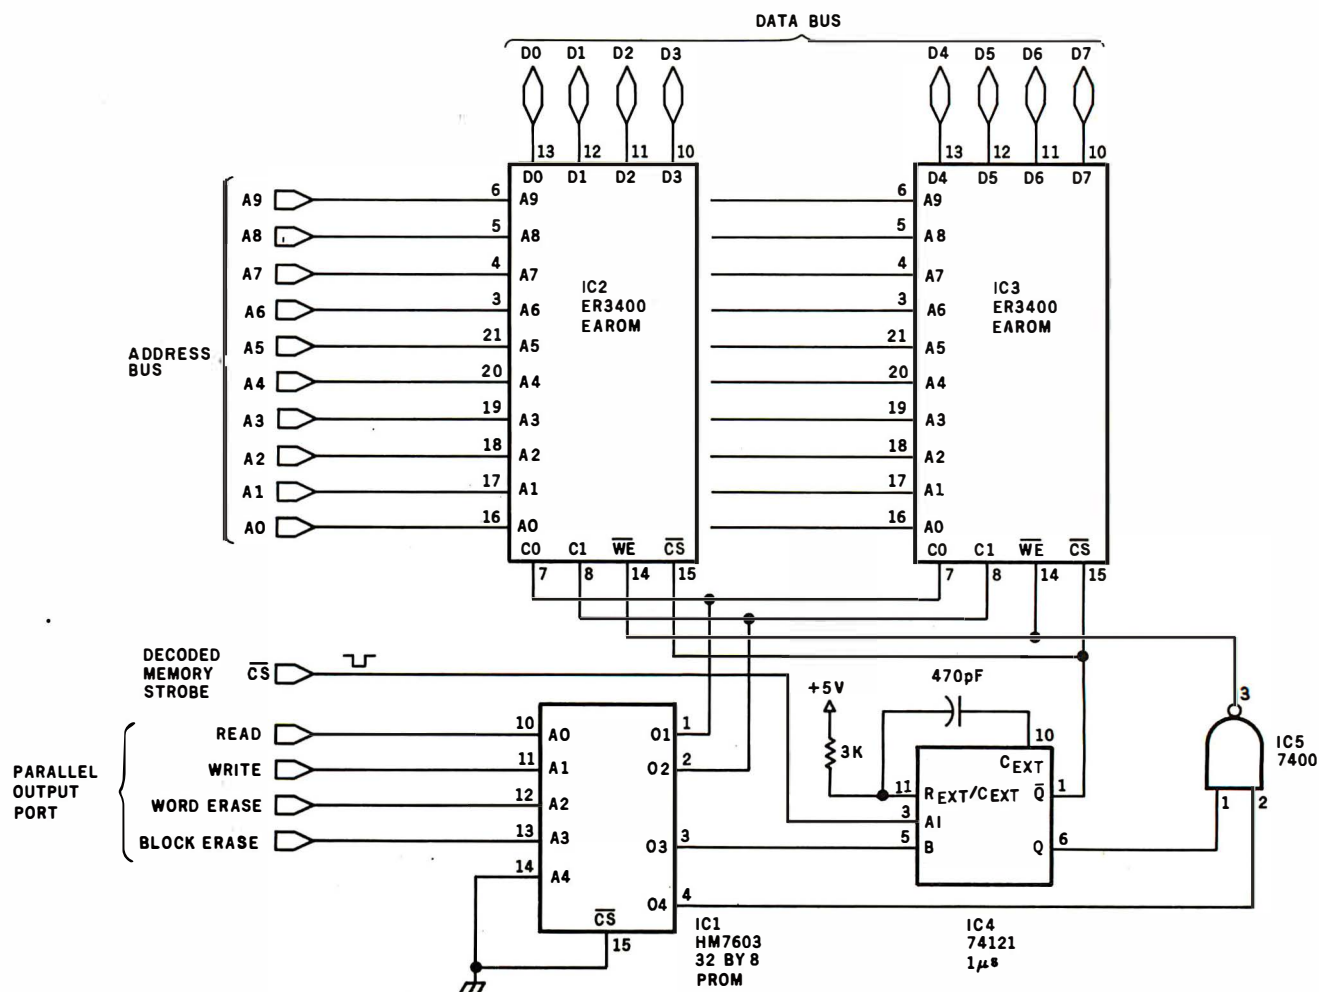 DATA BUS
D0 D1 D2 D3 D4 D5 D6 D7
13 12 11 10 13 12 11 10
D0 D1 D2 D3 D4 D5 D6 D7
ADDRESS
BUS
A9 6 A9 6 A9
A8 5 A8 5 A8
A7 4 A7 4 A7
A6 3 A6 3 A6
A5 21 A5 21 A5
A4 20 A4 20 A4
A3 19 A3 19 A3
A2 18 A2 18 A2
A1 17 A1 17 A1
A0 16 A0 16 A0
IC2
ER3400
EAROM
IC3
ER3400
EAROM
C0 C1 WE CS C0 C1 WE CS
7 8 14 15 7 8 14 15
DECODED
MEMORY
STROBE
CS
PARALLEL
OUTPUT
PORT
READ 10 A0 O1 1
WRITE 11 A1 O2 2
WORD ERASE 12 A2
BLOCK ERASE 13 A3 O3 3
14 A4 O4 4
CS
15
IC1
HM7603
32 BY 8
PROM
+5V
3K
470pF
10
CEXT
11 REXT/CEXT Q 1
3 A1
5 B Q 6
IC4
74121
1µs
3
IC5
7400
1 2